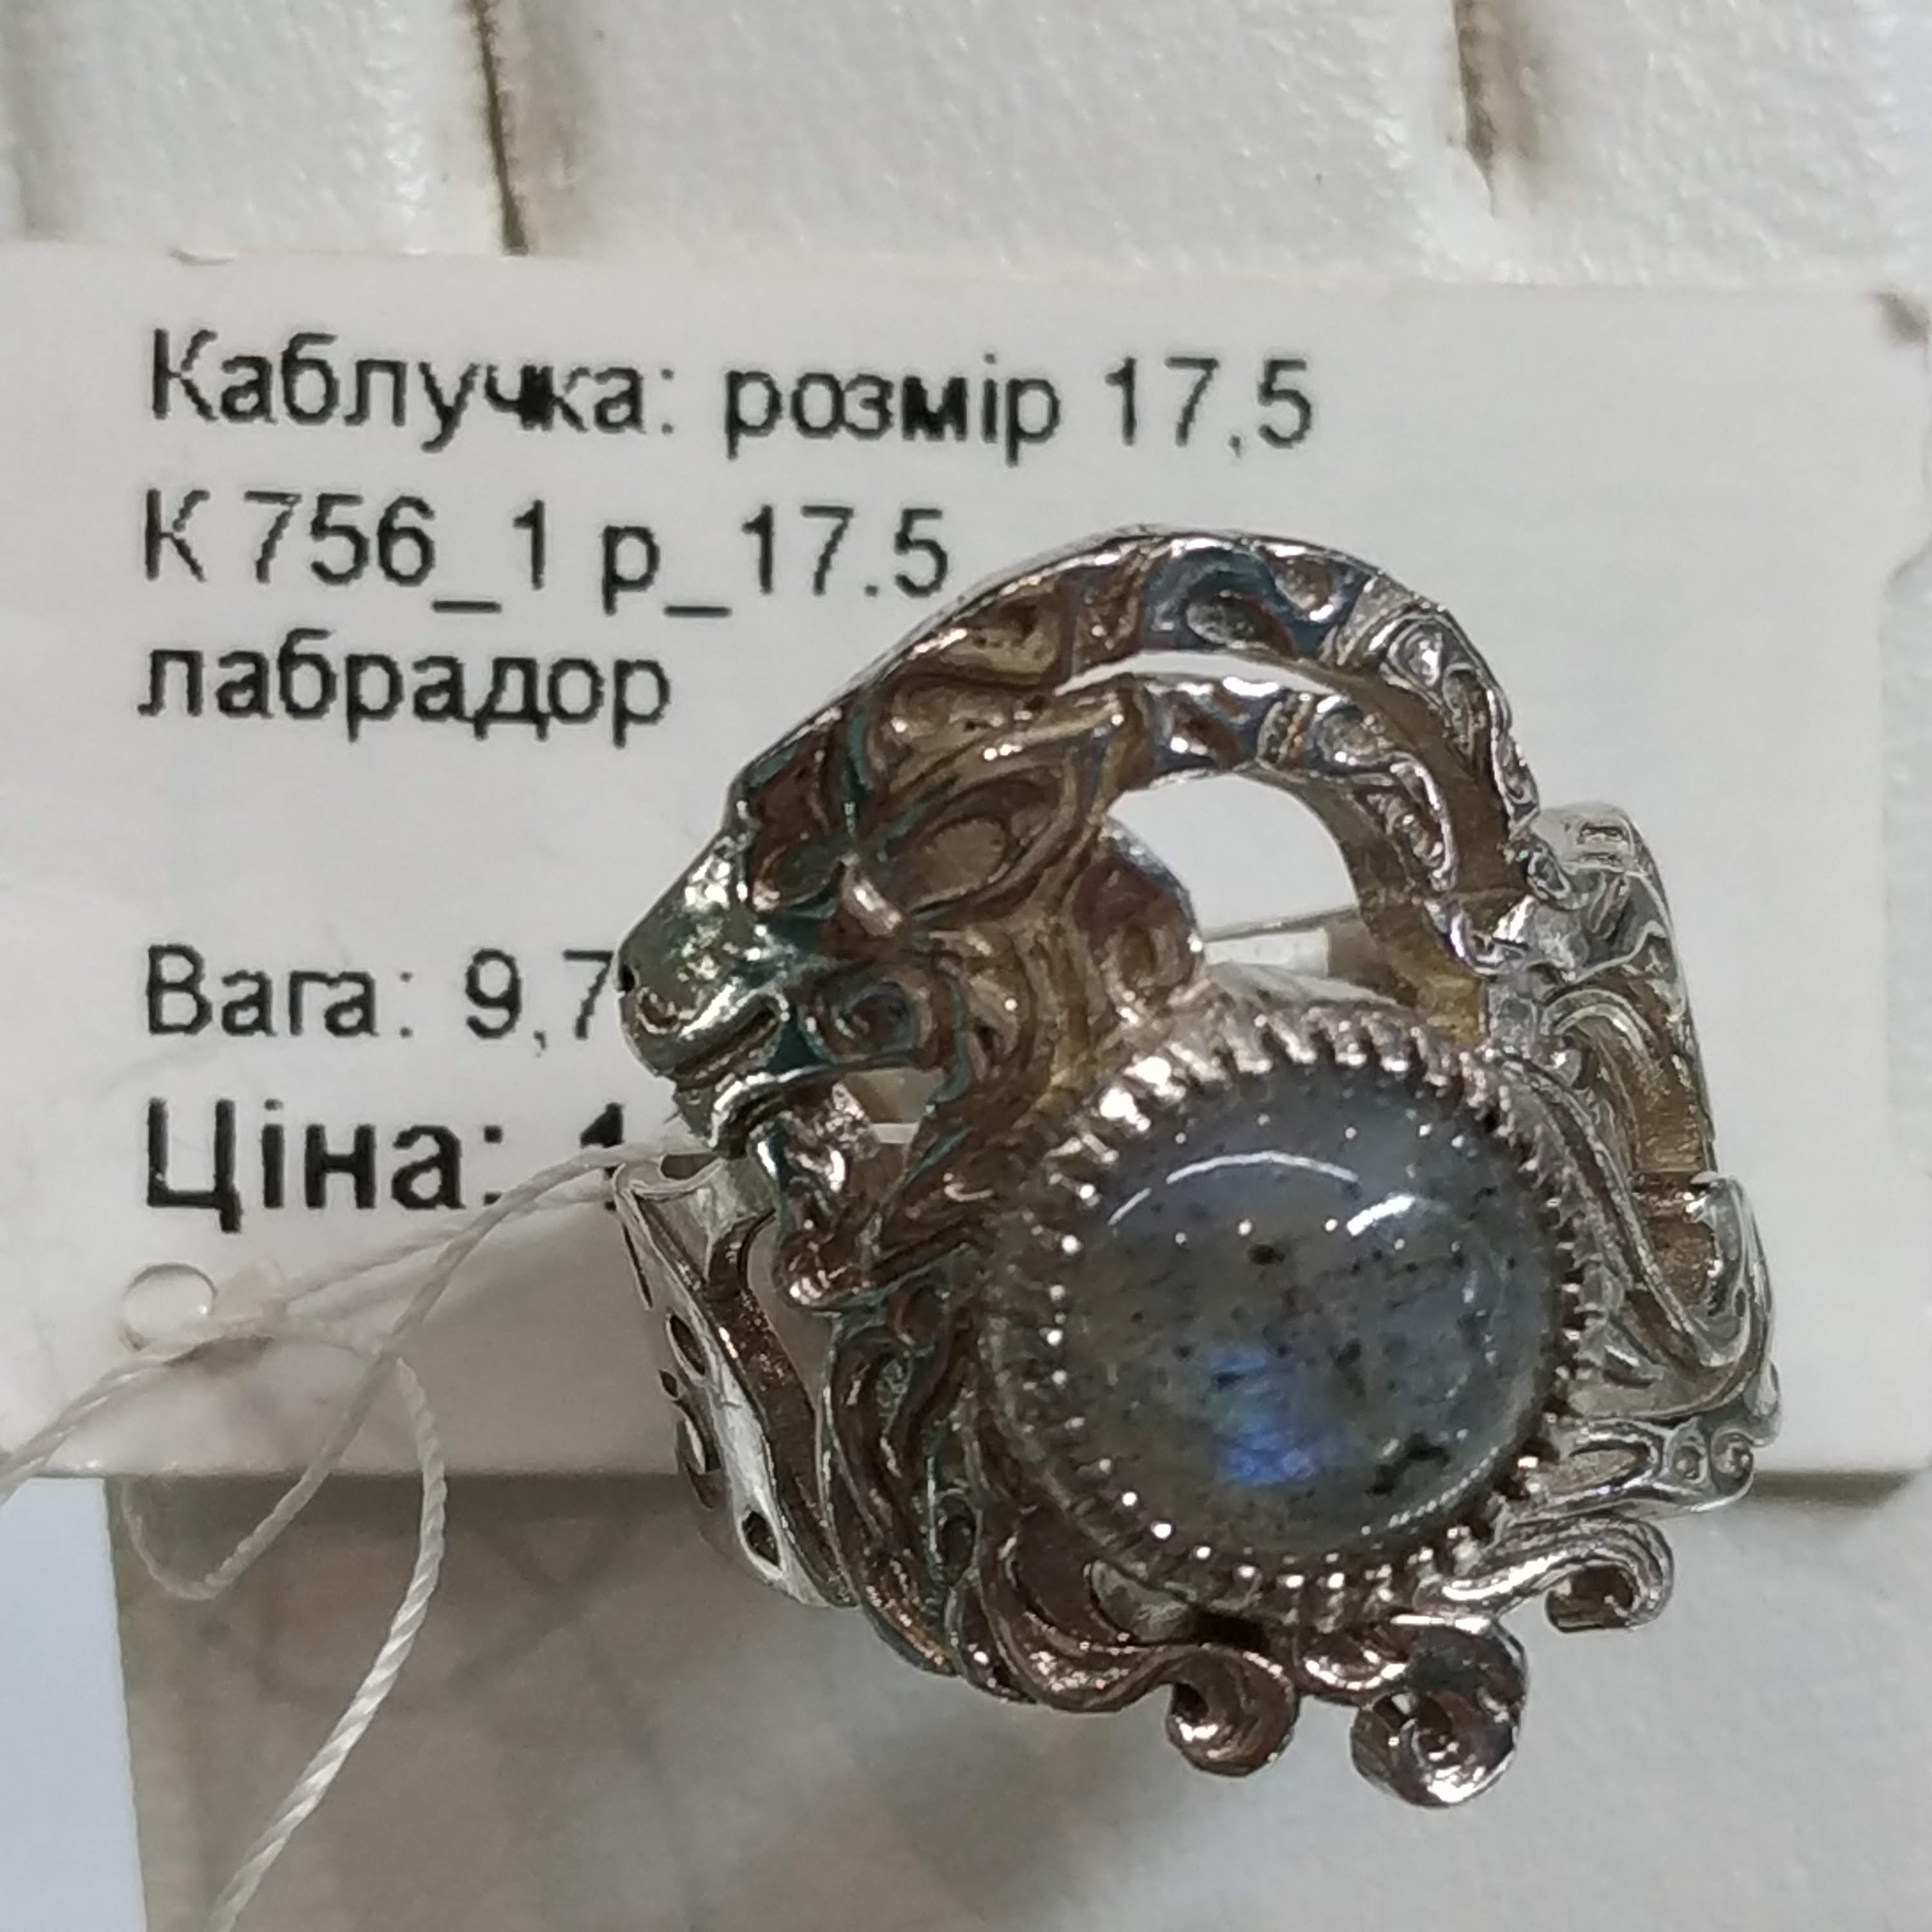 Каблучка: розмір 17,5
К 756_1 р_17.5
лабрадор
Вага: 9,7
Ціна: